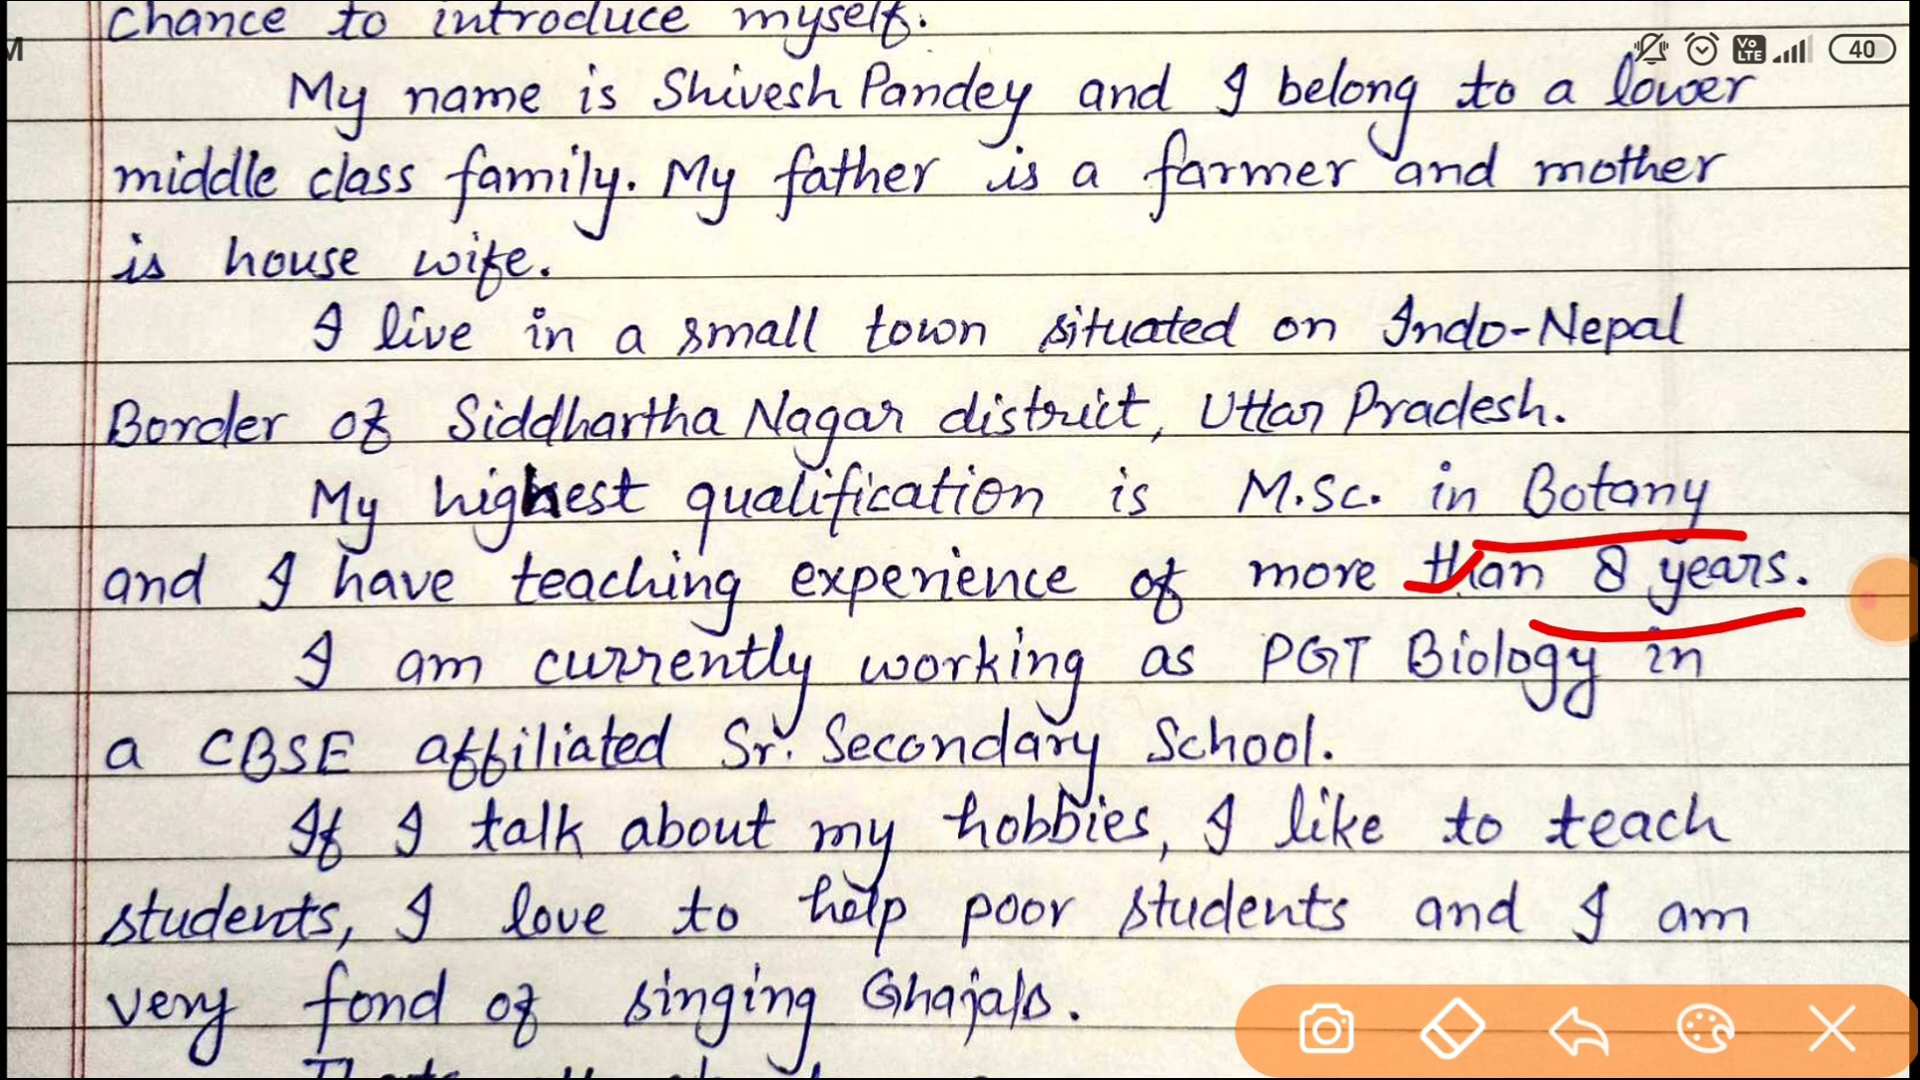 chance to introduce myself.
M
VoLTE
40
My name is Shivesh Pandey and I belong to a lower
middle class family. My father is a farmer and mother
is house wife.
I live in a small town situated on Indo-Nepal
Border of Siddhartha Nagar district, Uttar Pradesh.
My highest qualification is M.Sc. in Botany
and I have teaching experience of more than 8 years.
I am currently working as PGT Biology in
a CBSE affiliated Sr. Secondary School.
If I talk about my hobbies, I like to teach
students, I love to help poor students and I am
very fond of singing Ghajals.